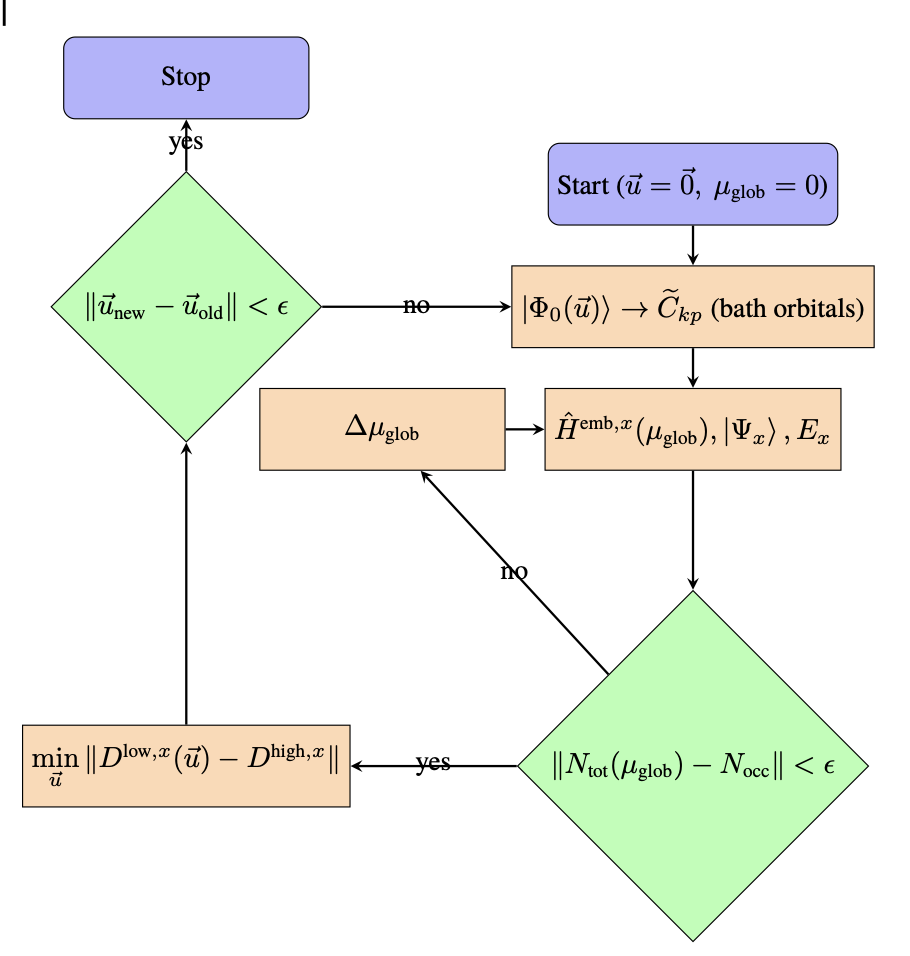 Stop
yes
Start ($\vec{u} = \vec{0},\ \mu_{\text{glob}} = 0$)
$\|\vec{u}_{\text{new}} - \vec{u}_{\text{old}}\| < \epsilon$
no
$|\Phi_0(\vec{u})\rangle \rightarrow \widetilde{C}_{kp}$ (bath orbitals)
$\Delta\mu_{\text{glob}}$
$\hat{H}^{\text{emb},x}(\mu_{\text{glob}}), |\Psi_x\rangle, E_x$
no
$\min_{\vec{u}} \|D^{\text{low},x}(\vec{u}) - D^{\text{high},x}\|$
yes
$\|N_{\text{tot}}(\mu_{\text{glob}}) - N_{\text{occ}}\| < \epsilon$